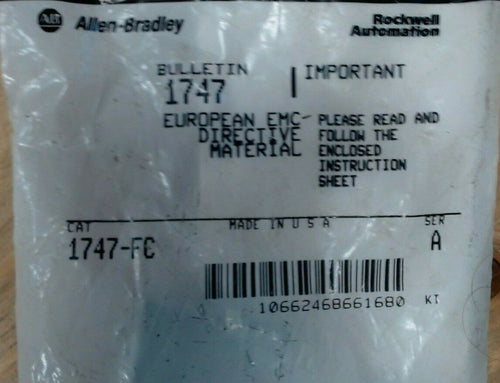 AB Allen-Bradley
Rockwell
Automation
BULLETIN
1747
EUROPEAN EMC-
DIRECTIVE
MATERIAL
IMPORTANT
PLEASE READ AND
FOLLOW THE
ENCLOSED
INSTRUCTION
SHEET
CAT MADE IN U S A SER
1747-FC A
10662468661680 KT